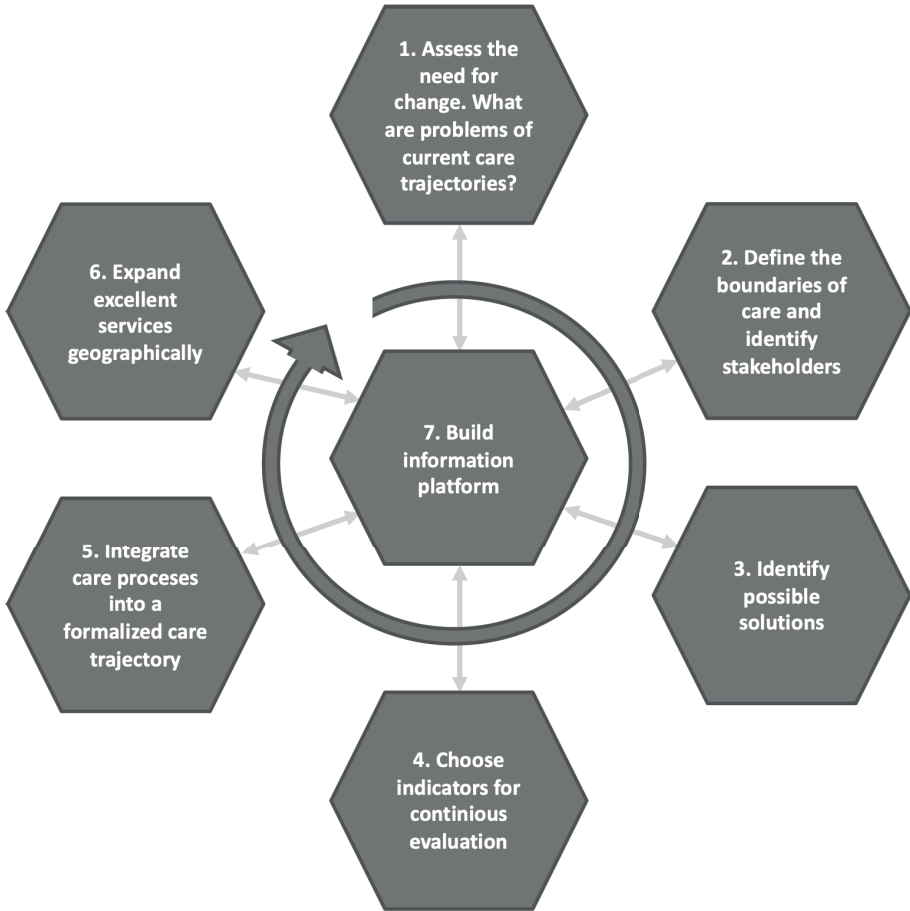 1. Assess the
need for
change. What
are problems of
current care
trajectories?
2. Define the
boundaries of
care and
identify
stakeholders
3. Identify
possible
solutions
4. Choose
indicators for
continious
evaluation
5. Integrate
care proceses
into a
formalized care
trajectory
6. Expand
excellent
services
geographically
7. Build
information
platform